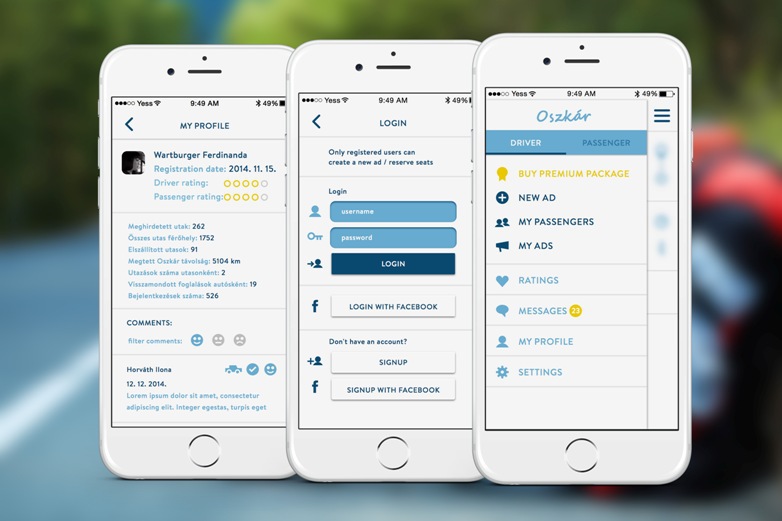 Yess
9:49 AM
49%
MY PROFILE
Wartburger Ferdinanda
Registration date: 2014. 11. 15.
Driver rating:
Passenger rating:
Meghirdetett utak: 262
Összes utas férőhely: 1752
Elszállított utasok: 91
Megtett Oszkár távolság: 5104 km
Utazások száma utasonként: 2
Visszamondott foglalások autósként: 19
Bejelentkezések száma: 526
COMMENTS:
filter comments:
Horváth Ilona
12. 12. 2014.
Lorem ipsum dolor sit amet, consectetur
adipiscing elit. Integer egestas, turpis eget
Yess
9:49 AM
49%
LOGIN
Only registered users can
create a new ad / reserve seats
Login
username
password
LOGIN
LOGIN WITH FACEBOOK
Don't have an account?
SIGNUP
SIGNUP WITH FACEBOOK
Yess
9:49 AM
49%
Oszkár
DRIVER
PASSENGER
BUY PREMIUM PACKAGE
NEW AD
MY PASSENGERS
MY ADS
RATINGS
MESSAGES 23
MY PROFILE
SETTINGS